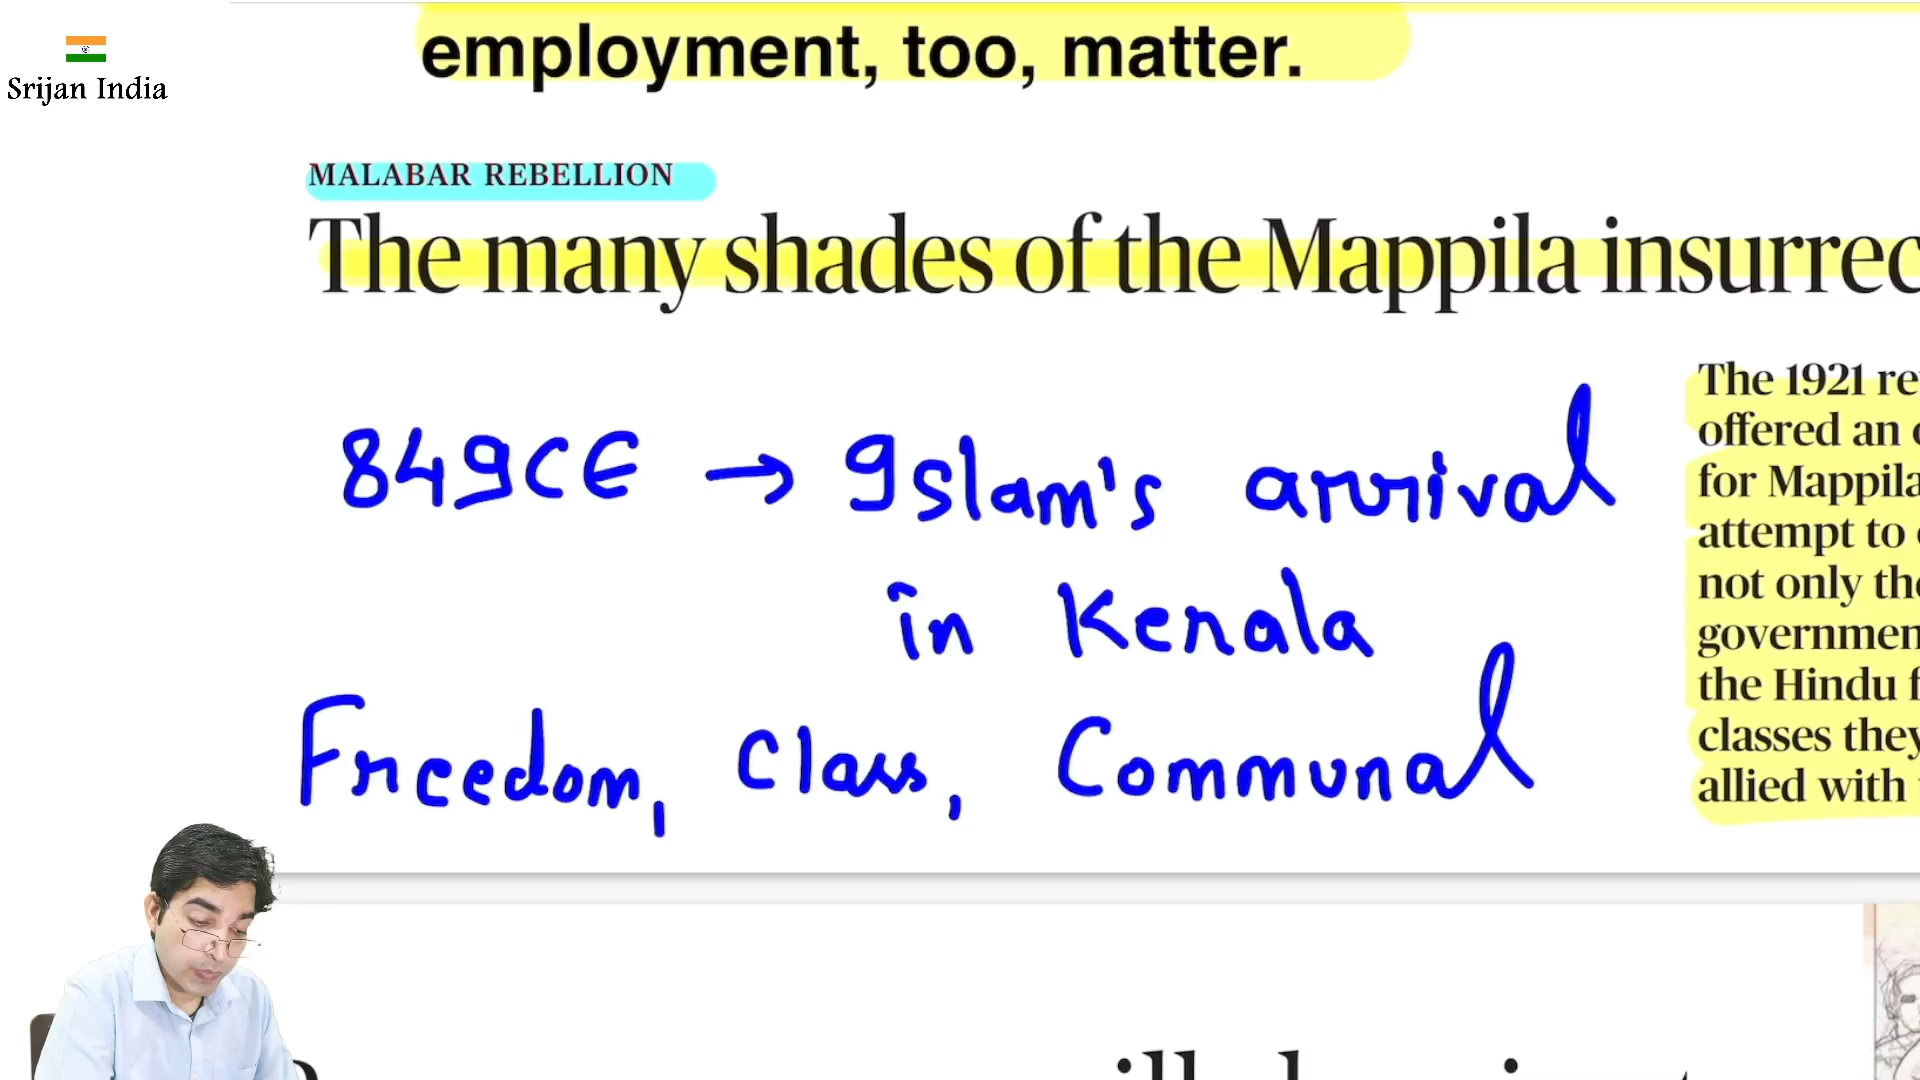 employment, too, matter.
Srijan India
MALABAR REBELLION
The many shades of the Mappila insurrec
849CE → Islam's arrival
in Kerala
Freedom, Class, Communal
The 1921 re
offered an
for Mappila
attempt to
not only the
governmen
the Hindu f
classes they
allied with